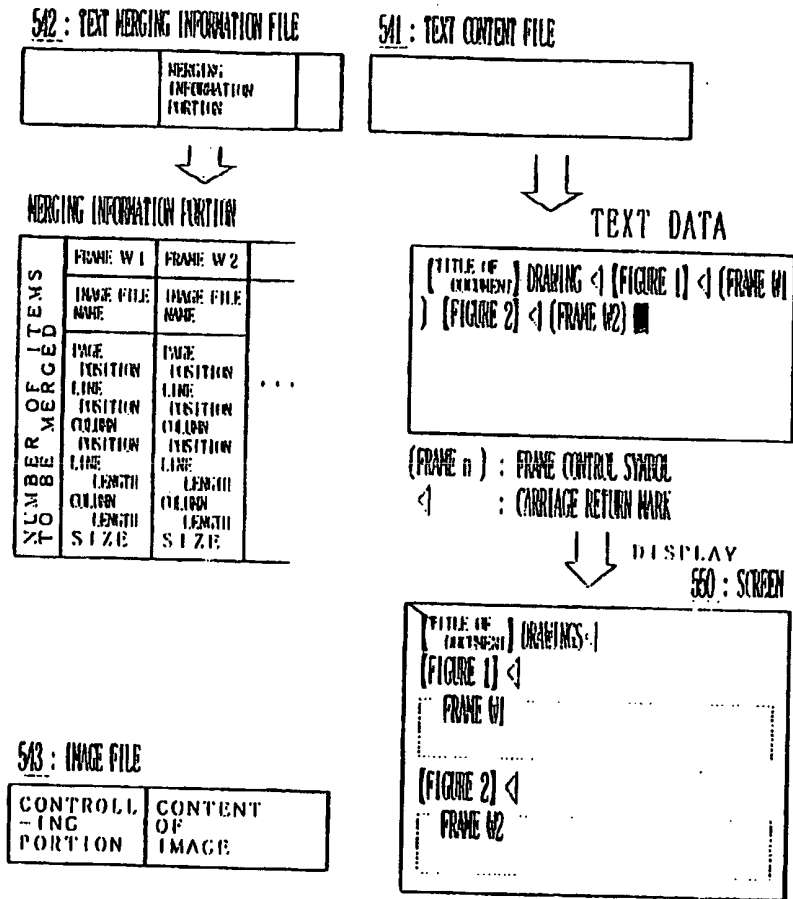 542 : TEXT MERGING INFORMATION FILE
MERGING
INFORMATION
PORTION
MERGING INFORMATION PORTION
NUMBER OF ITEMS
TO BE MERGED
FRAME W1
IMAGE FILE
NAME
PAGE
POSITION
LINE
POSITION
COLUMN
POSITION
LINE
LENGTH
COLUMN
LENGTH
SIZE
FRAME W2
IMAGE FILE
NAME
PAGE
POSITION
LINE
POSITION
COLUMN
POSITION
LINE
LENGTH
COLUMN
LENGTH
SIZE
...
543 : IMAGE FILE
CONTROLL
-ING
PORTION
CONTENT
OF
IMAGE
541 : TEXT CONTENT FILE
TEXT DATA
[TITLE OF
DOCUMENT] DRAWING ◁ [FIGURE 1] ◁ (FRAME W1
) [FIGURE 2] ◁ (FRAME W2) ■
(FRAME n) : FRAME CONTROL SYMBOL
◁ : CARRIAGE RETURN MARK
DISPLAY
550 : SCREEN
[TITLE OF
DOCUMENT] DRAWINGS ◁
[FIGURE 1] ◁
FRAME W1
[FIGURE 2] ◁
FRAME W2